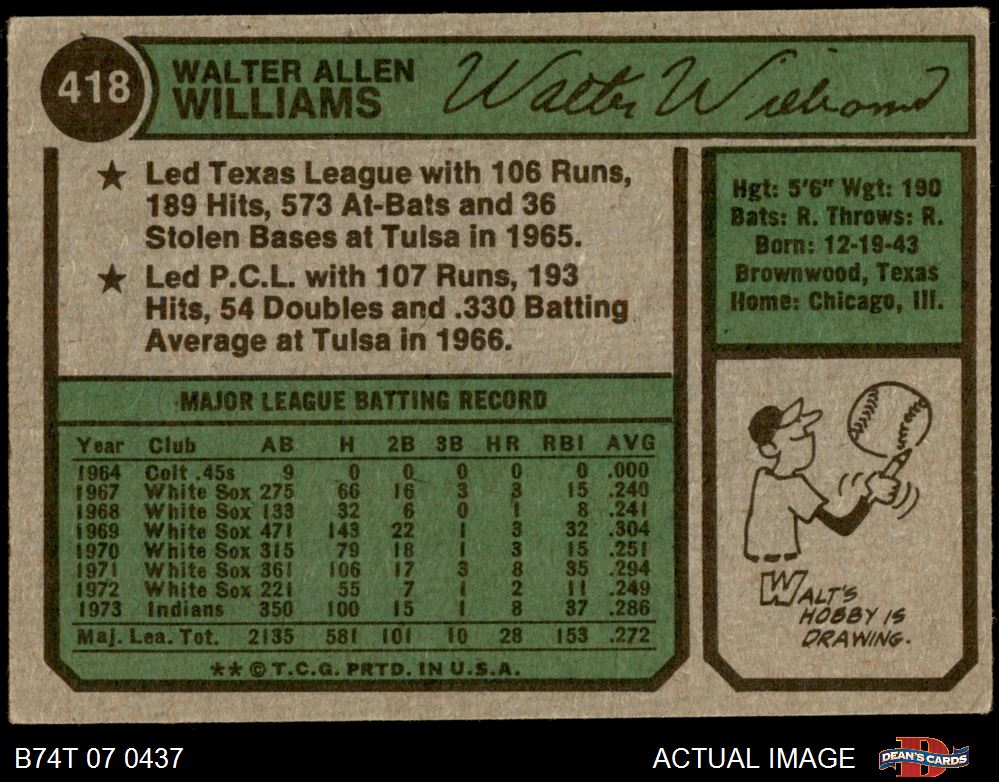 418
WALTER ALLEN
WILLIAMS
Walter Williams
★ Led Texas League with 106 Runs,
189 Hits, 573 At-Bats and 36
Stolen Bases at Tulsa in 1965.
★ Led P.C.L. with 107 Runs, 193
Hits, 54 Doubles and .330 Batting
Average at Tulsa in 1966.
Hgt: 5'6" Wgt: 190
Bats: R. Throws: R.
Born: 12-19-43
Brownwood, Texas
Home: Chicago, Ill.
MAJOR LEAGUE BATTING RECORD
Year Club AB H 2B 3B HR RBI AVG
1964 Colt .45s 9 0 0 0 0 0 .000
1967 White Sox 275 66 16 3 3 15 .240
1968 White Sox 133 32 6 0 1 8 .241
1969 White Sox 471 143 22 1 3 32 .304
1970 White Sox 315 79 18 1 3 15 .251
1971 White Sox 361 106 17 3 8 35 .294
1972 White Sox 221 55 7 1 2 11 .249
1973 Indians 350 100 15 1 8 37 .286
Maj. Lea. Tot. 2135 581 101 10 28 153 .272
** © T.C.G. PRTD. IN U.S.A.
WALT'S
HOBBY IS
DRAWING.
B74T 07 0437
ACTUAL IMAGE
DEAN'S CARDS